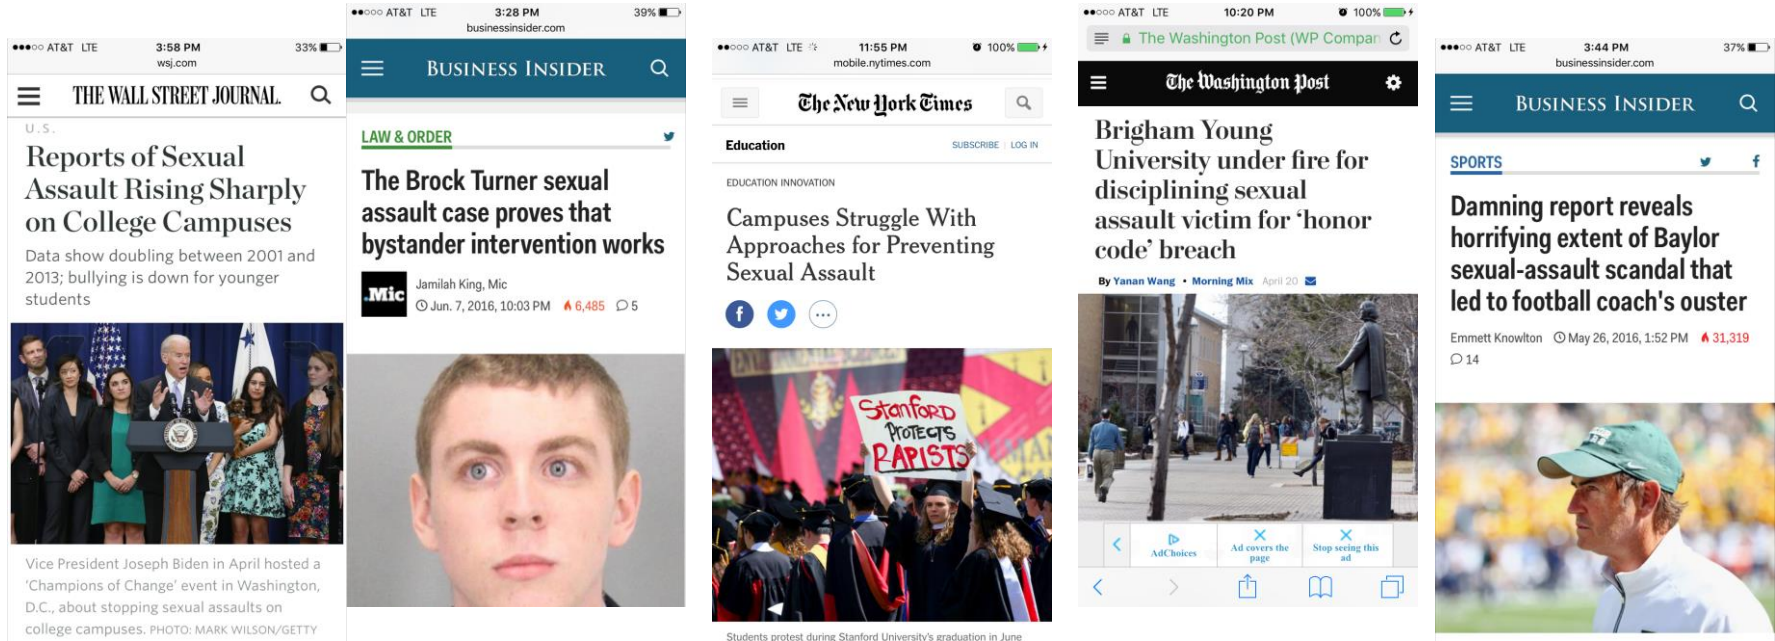 ●●●○○ AT&T LTE 3:58 PM 33%
wsj.com
THE WALL STREET JOURNAL.
U.S.
Reports of Sexual
Assault Rising Sharply
on College Campuses
Data show doubling between 2001 and
2013; bullying is down for younger
students
Vice President Joseph Biden in April hosted a
'Champions of Change' event in Washington,
D.C., about stopping sexual assaults on
college campuses. PHOTO: MARK WILSON/GETTY
●●○○○ AT&T LTE 3:28 PM 39%
businessinsider.com
BUSINESS INSIDER
LAW & ORDER
The Brock Turner sexual
assault case proves that
bystander intervention works
.Mic
Jamilah King, Mic
Jun. 7, 2016, 10:03 PM 6,485 5
●●○○○ AT&T LTE 11:55 PM 100%
mobile.nytimes.com
The New York Times
Education SUBSCRIBE LOG IN
EDUCATION INNOVATION
Campuses Struggle With
Approaches for Preventing
Sexual Assault
Stanford
PROTECTS
RAPISTS
Students protest during Stanford University's graduation in June
●●○○○ AT&T LTE 10:20 PM 100%
The Washington Post (WP Compan
The Washington Post
Brigham Young
University under fire for
disciplining sexual
assault victim for 'honor
code' breach
By Yanan Wang • Morning Mix April 20
AdChoices
Ad covers the
page
Stop seeing this
ad
●●●○○ AT&T LTE 3:44 PM 37%
businessinsider.com
BUSINESS INSIDER
SPORTS
Damning report reveals
horrifying extent of Baylor
sexual-assault scandal that
led to football coach's ouster
Emmett Knowlton May 26, 2016, 1:52 PM 31,319
14